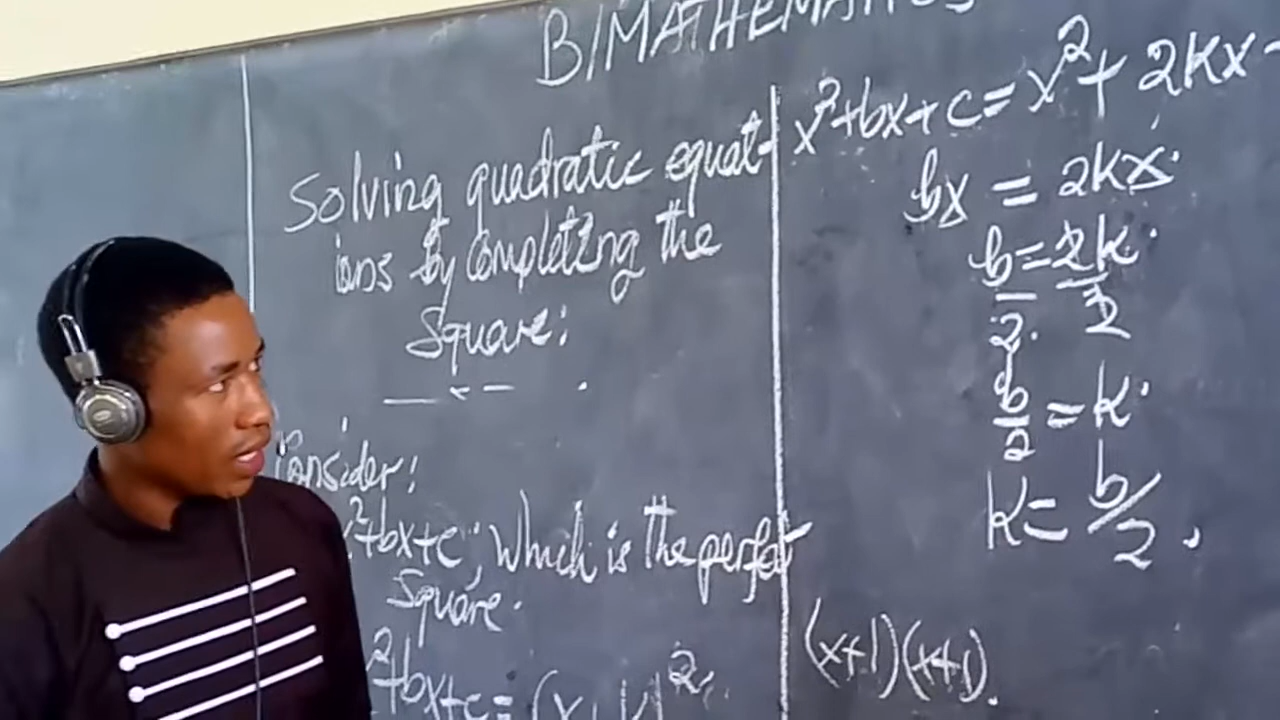 B/MATHEMATICS
Solving quadratic equat-
ions by Completing the
Square:
Consider:
x²+bx+c; Which is the perfect
Square.
x²+bx+c = (x+k)²,
x²+bx+c = x²+2kx
bx = 2kx.
b = 2k.
2. 2
b/2 = k.
k = b/2.
(x+1)(x+1).